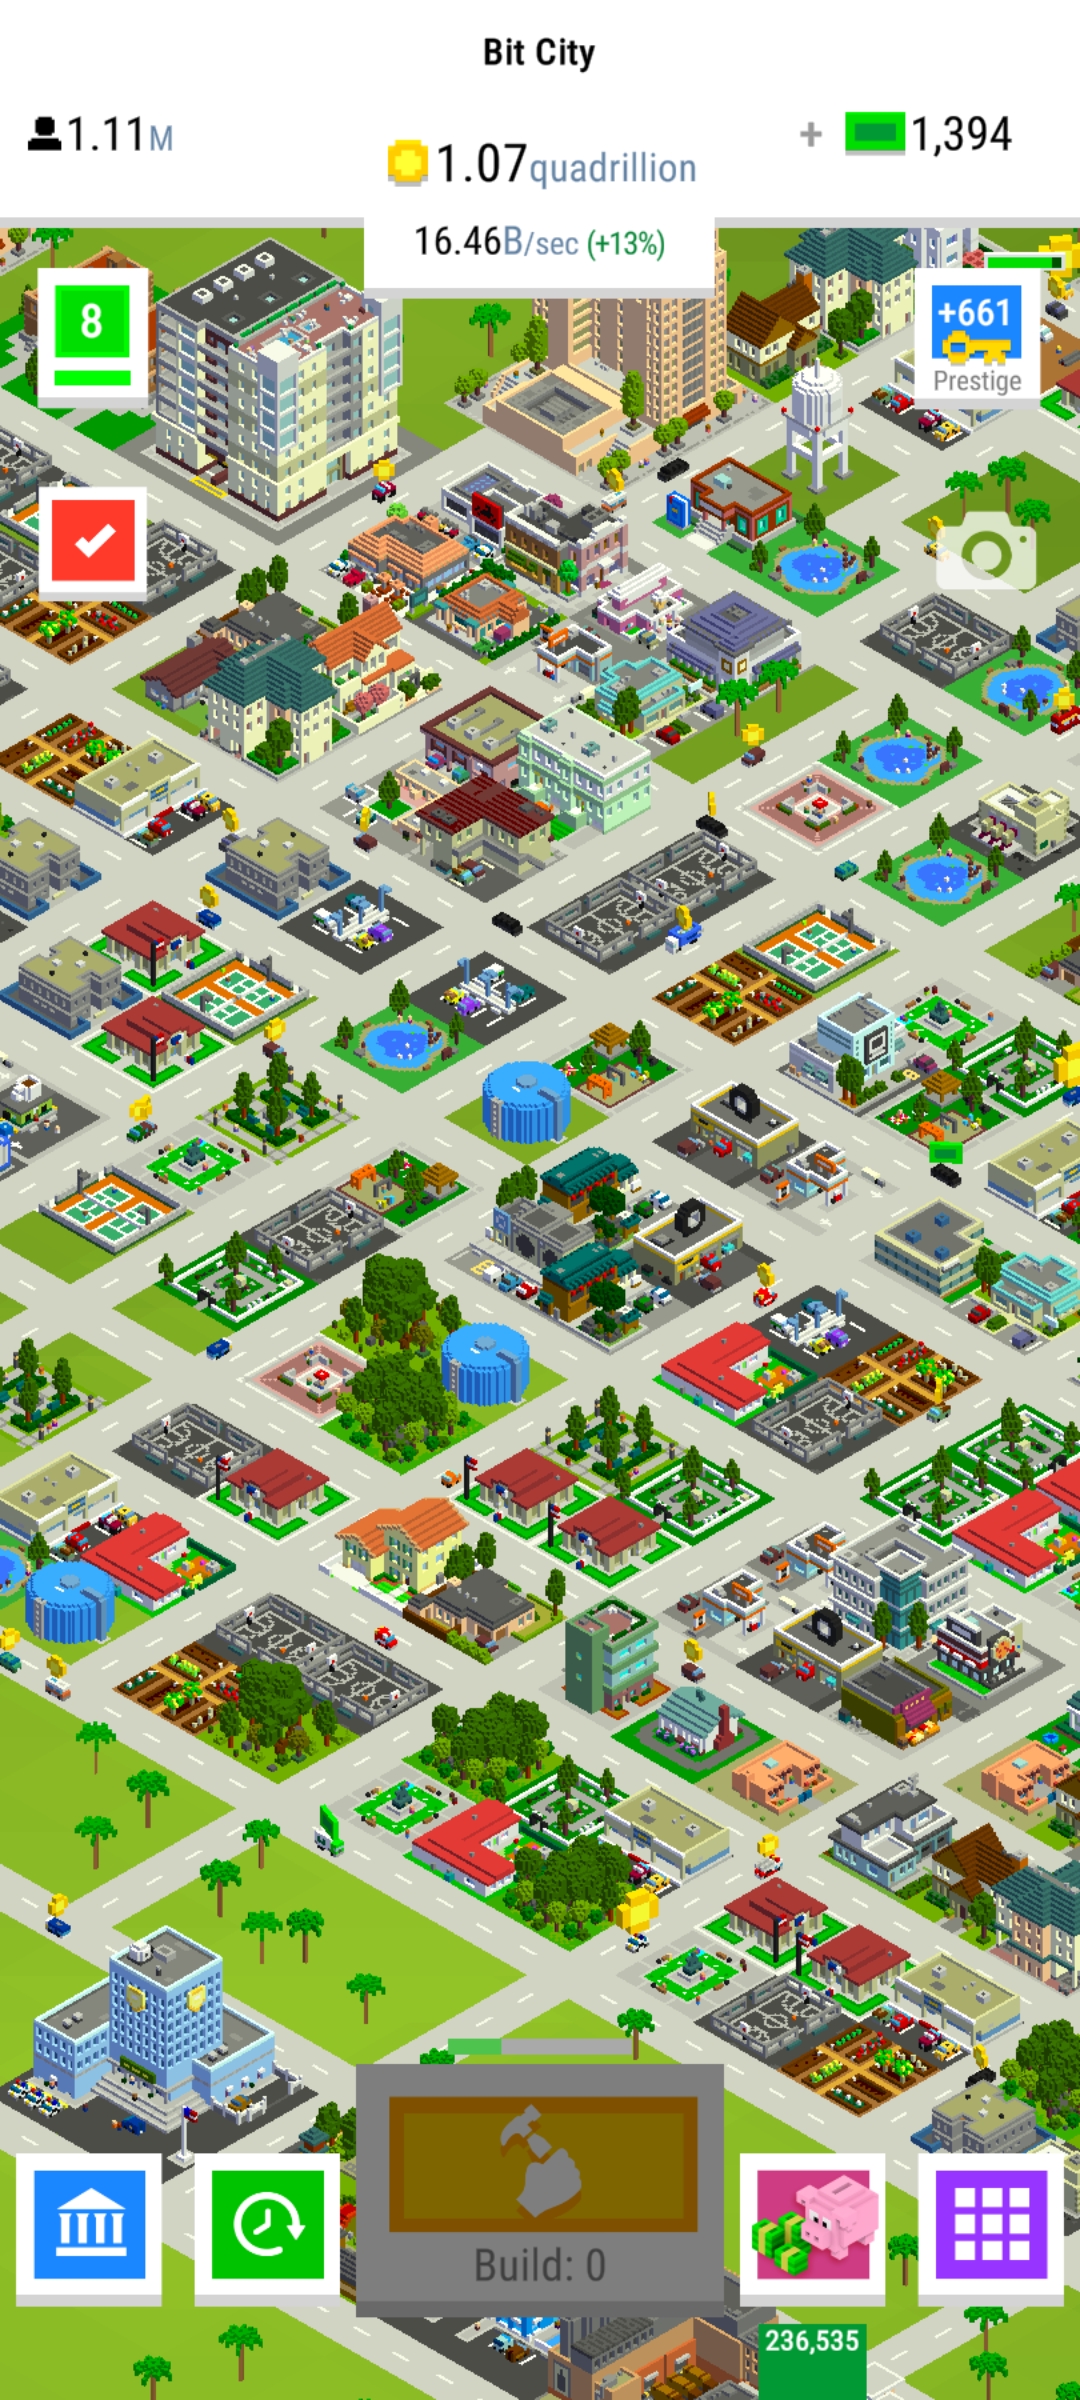 Bit City
1.11M
1.07quadrillion
+ 1,394
16.46B/sec (+13%)
8
+661
Prestige
Build: 0
236,535